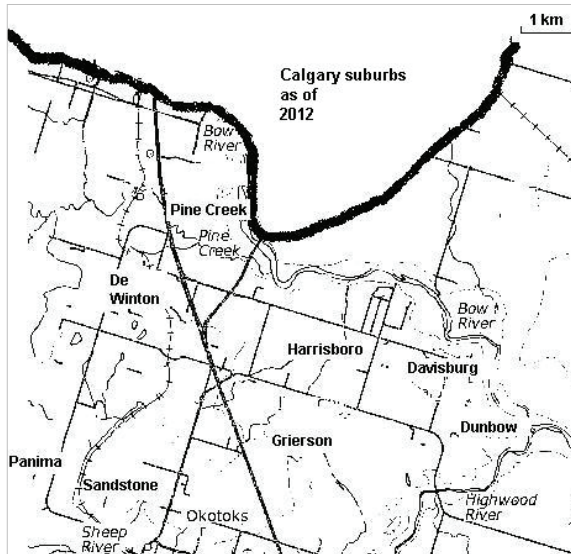 1 km
Calgary suburbs
as of
2012
Bow
River
Pine Creek
Pine
Creek
De
Winton
Bow
River
Harrisboro
Davisburg
Dunbow
Grierson
Panima
Sandstone
Highwood
River
Okotoks
Sheep
River